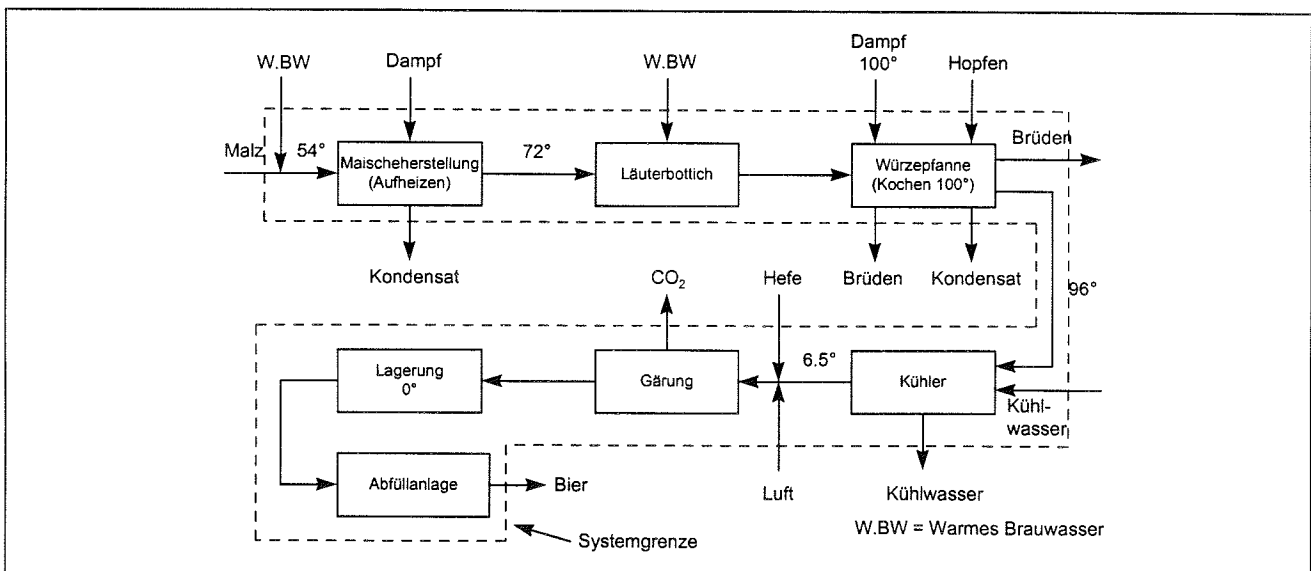 W.BW
Dampf
W.BW
Dampf
100°
Hopfen
Malz
54°
Maischeherstellung
(Aufheizen)
72°
Läuterbottich
Würzepfanne
(Kochen 100°)
Brüden
Kondensat
CO₂
Hefe
Brüden
Kondensat
96°
Lagerung
0°
Gärung
6.5°
Kühler
Kühl-
wasser
Abfüllanlage
Bier
Luft
Kühlwasser
Systemgrenze
W.BW = Warmes Brauwasser